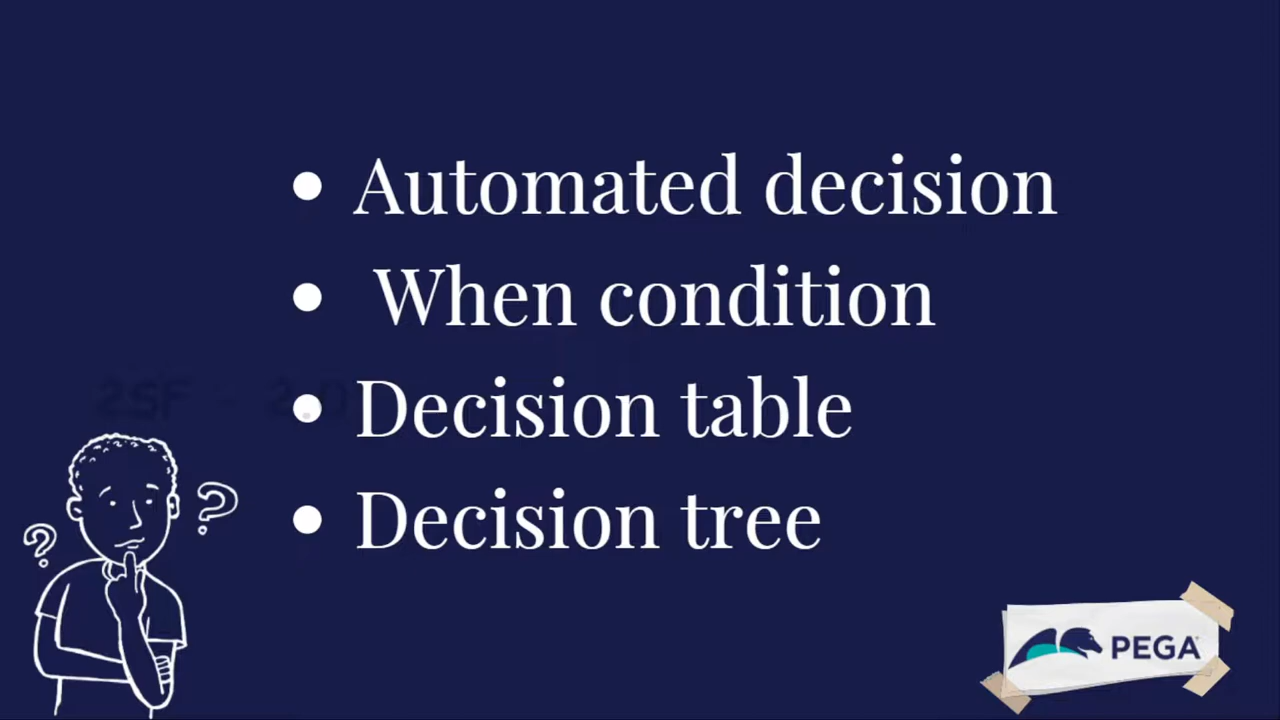 Automated decision
When condition
Decision table
Decision tree
PEGA